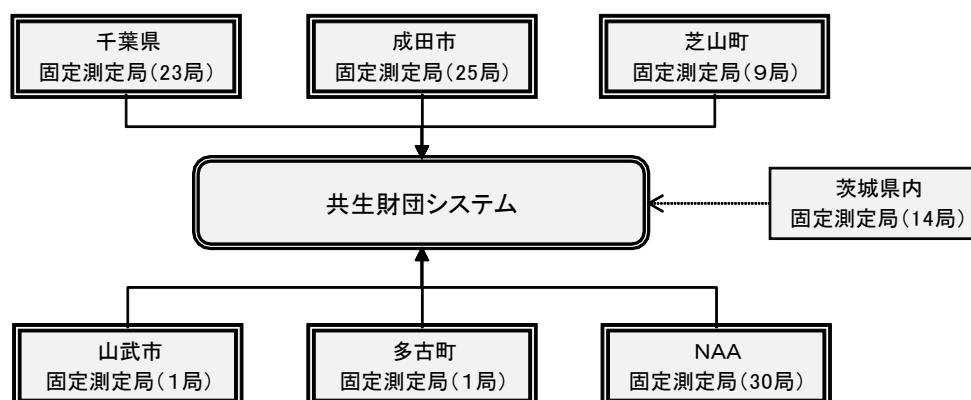 千葉県
固定測定局(23局)
成田市
固定測定局(25局)
芝山町
固定測定局(9局)
共生財団システム
茨城県内
固定測定局(14局)
山武市
固定測定局(1局)
多古町
固定測定局(1局)
NAA
固定測定局(30局)